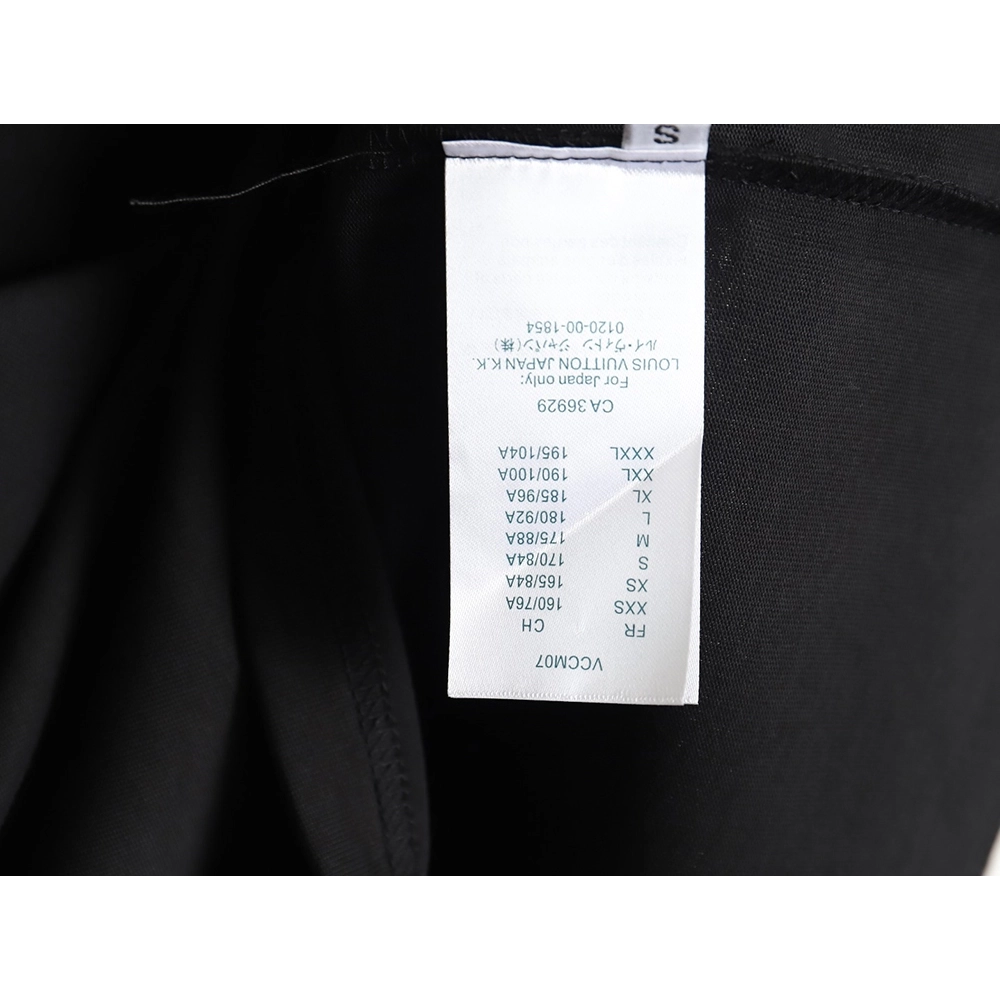 VCCM07
FR CH
XXS 160/76A
XS 165/84A
S 170/84A
M 175/88A
L 180/92A
XL 185/96A
XXL 190/100A
XXXL 195/104A
CA 36929
For Japan only:
LOUIS VUITTON JAPAN K.K.
ルイ・ヴィトン ジャパン(株)
0120-00-1854
S